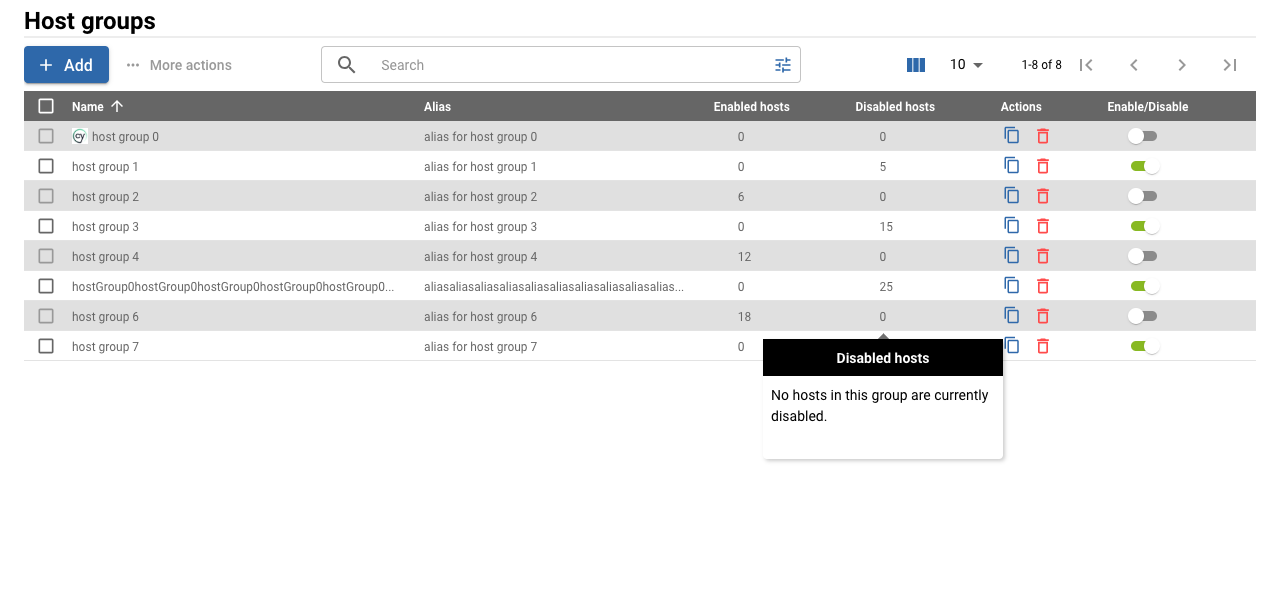 Host groups
Add
More actions
Search
10
1-8 of 8
Name Alias Enabled hosts Disabled hosts Actions Enable/Disable
cy host group 0 alias for host group 0 0 0
host group 1 alias for host group 1 0 5
host group 2 alias for host group 2 6 0
host group 3 alias for host group 3 0 15
host group 4 alias for host group 4 12 0
hostGroup0hostGroup0hostGroup0hostGroup0hostGroup0... aliasaliasaliasaliasaliasaliasaliasaliasaliasalias... 0 25
host group 6 alias for host group 6 18 0
host group 7 alias for host group 7 0
Disabled hosts
No hosts in this group are currently
disabled.